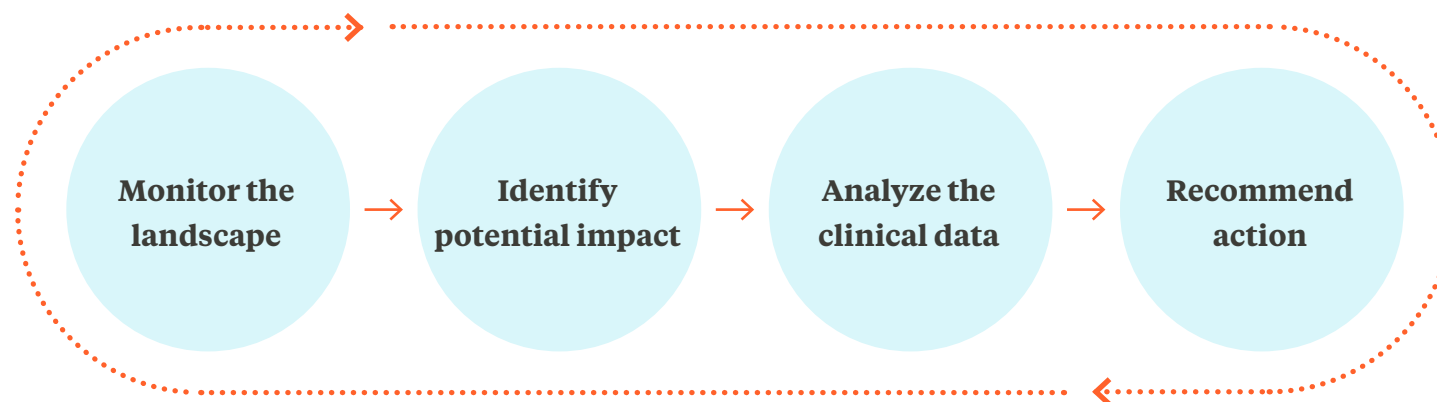 Monitor the
landscape
Identify
potential impact
Analyze the
clinical data
Recommend
action